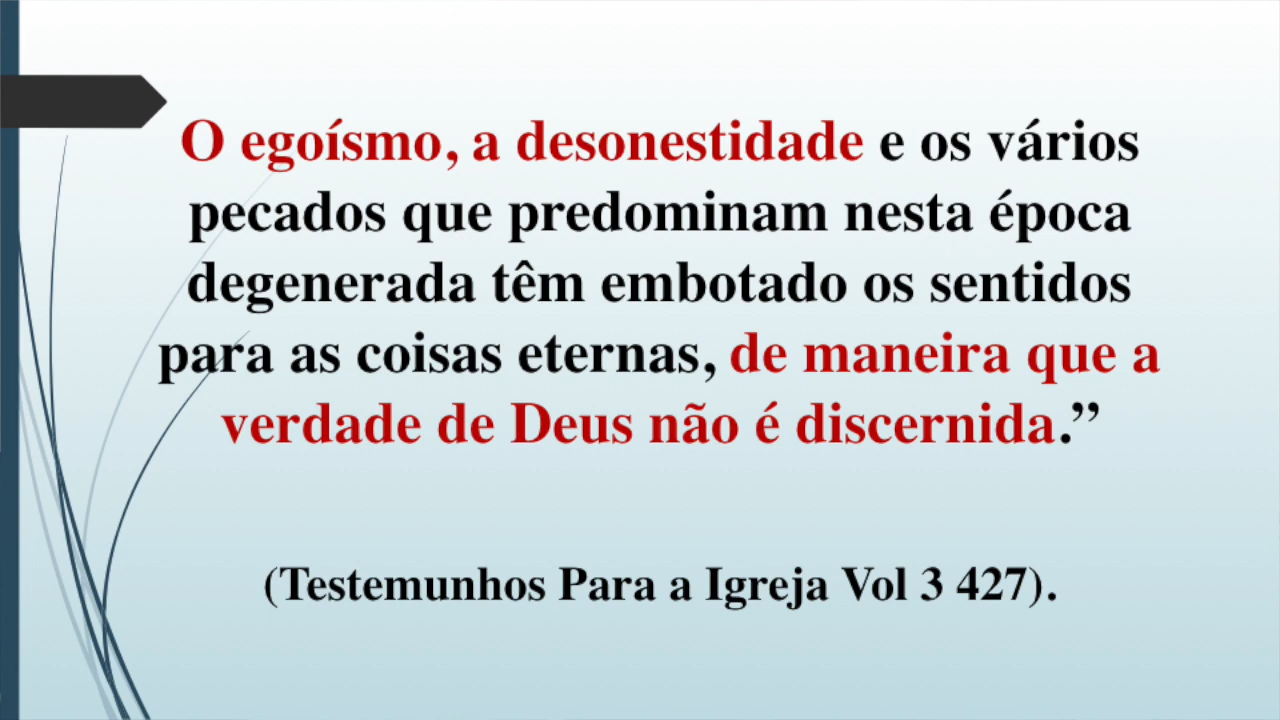 O egoísmo, a desonestidade e os vários
pecados que predominam nesta época
degenerada têm embotado os sentidos
para as coisas eternas, de maneira que a
verdade de Deus não é discernida.”
(Testemunhos Para a Igreja Vol 3 427).